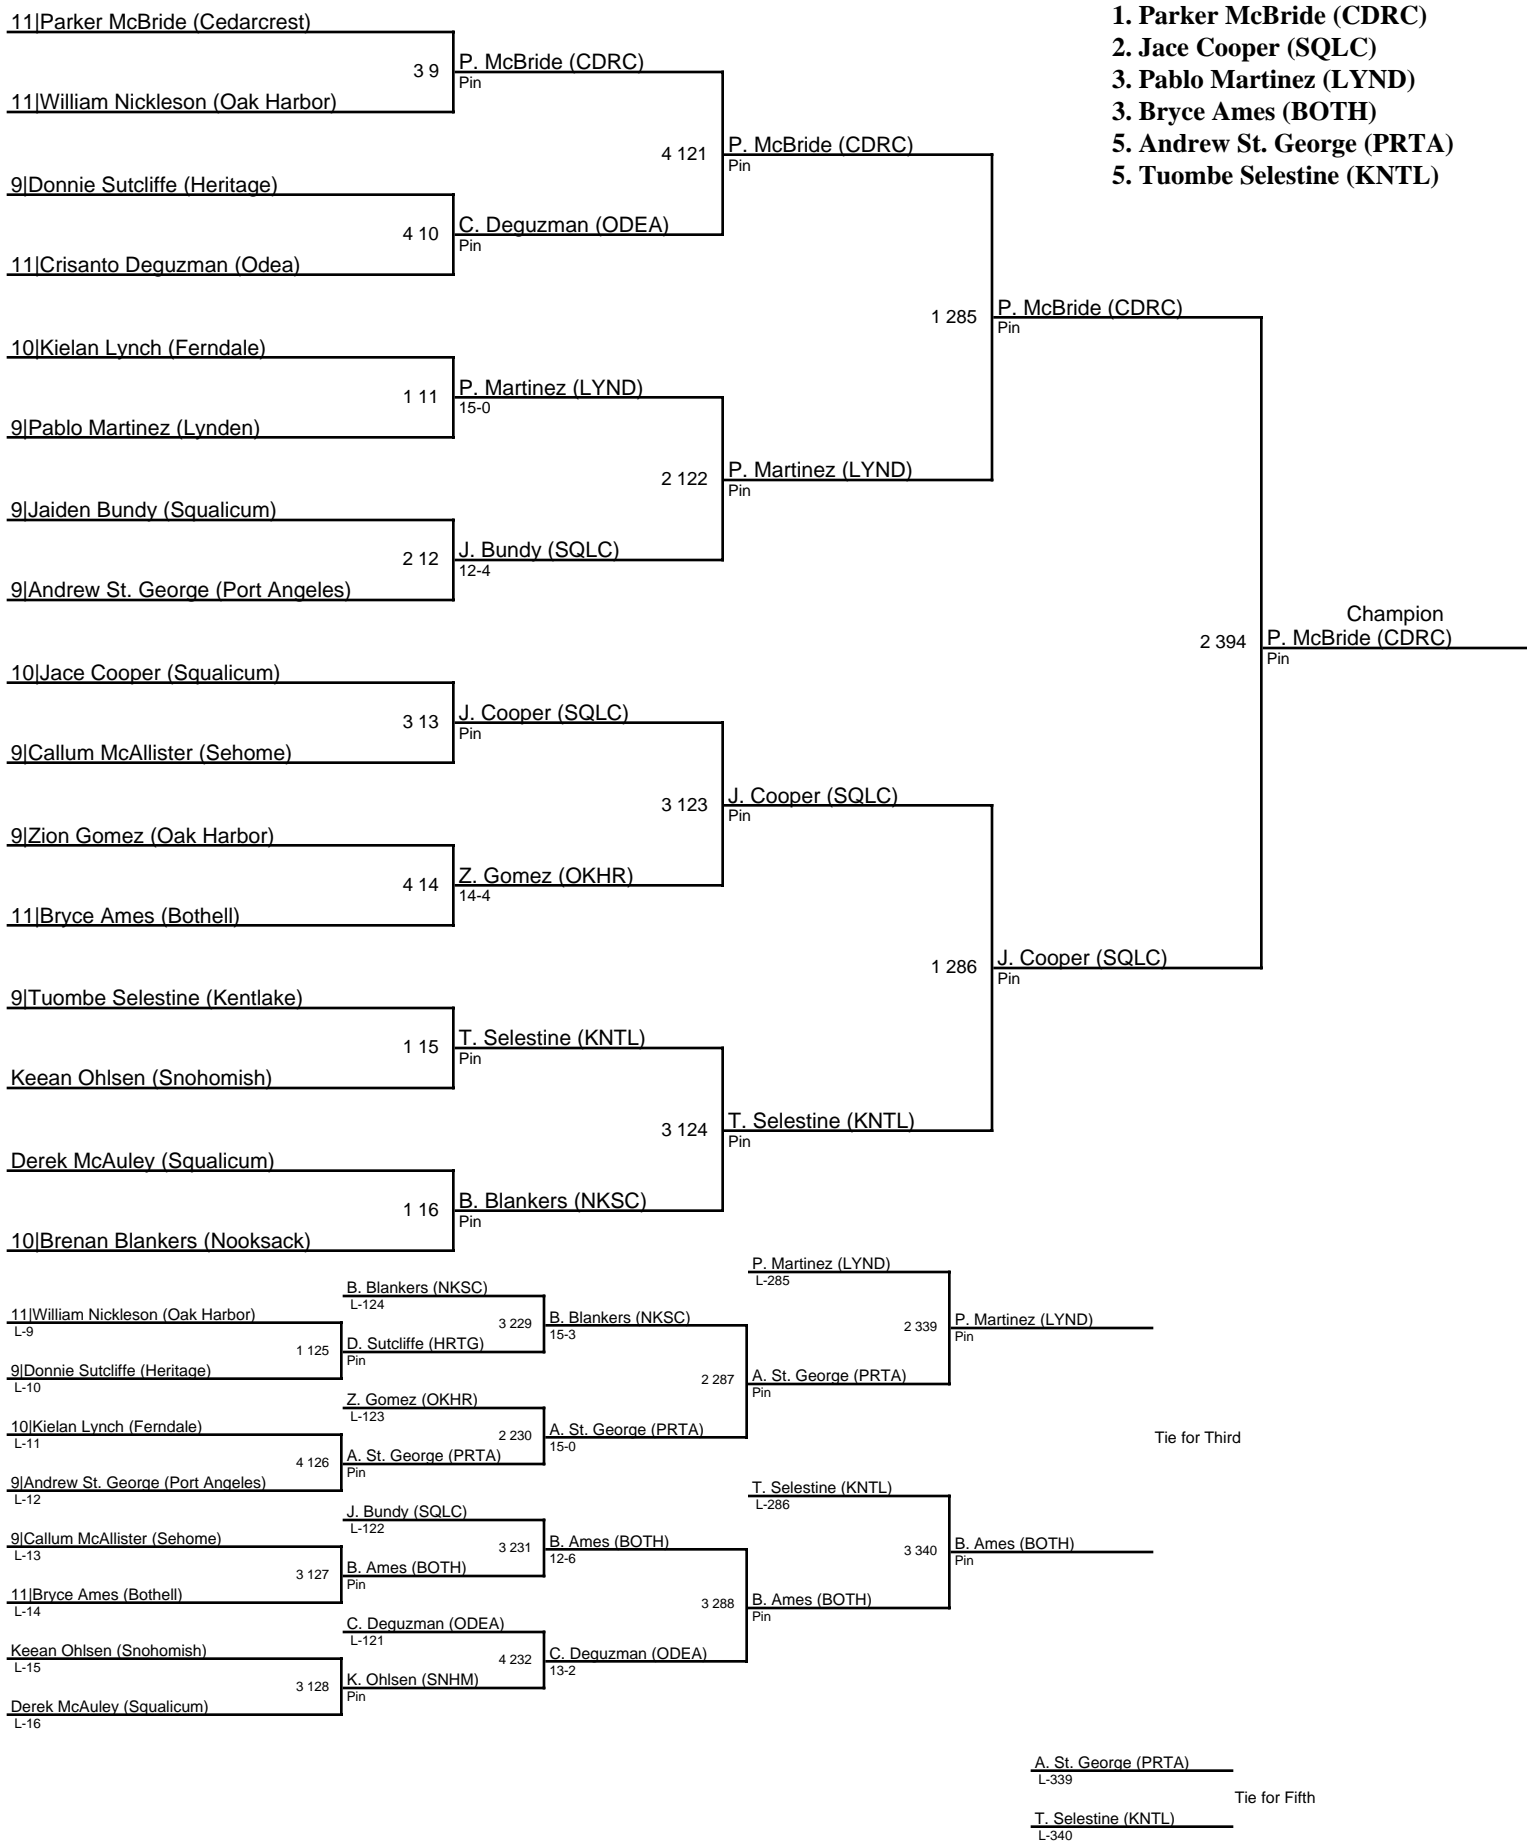 1. Parker McBride (CDRC)
2. Jace Cooper (SQLC)
3. Pablo Martinez (LYND)
3. Bryce Ames (BOTH)
5. Andrew St. George (PRTA)
5. Tuombe Selestine (KNTL)
11|Parker McBride (Cedarcrest)
11|William Nickleson (Oak Harbor)
9|Donnie Sutcliffe (Heritage)
11|Crisanto Deguzman (Odea)
10|Kielan Lynch (Ferndale)
9|Pablo Martinez (Lynden)
9|Jaiden Bundy (Squalicum)
9|Andrew St. George (Port Angeles)
10|Jace Cooper (Squalicum)
9|Callum McAllister (Sehome)
9|Zion Gomez (Oak Harbor)
11|Bryce Ames (Bothell)
9|Tuombe Selestine (Kentlake)
Keean Ohlsen (Snohomish)
Derek McAuley (Squalicum)
10|Brenan Blankers (Nooksack)
3 9
P. McBride (CDRC)
Pin
4 10
C. Deguzman (ODEA)
Pin
1 11
P. Martinez (LYND)
15-0
2 12
J. Bundy (SQLC)
12-4
3 13
J. Cooper (SQLC)
Pin
4 14
Z. Gomez (OKHR)
14-4
1 15
T. Selestine (KNTL)
Pin
1 16
B. Blankers (NKSC)
Pin
4 121
P. McBride (CDRC)
Pin
2 122
P. Martinez (LYND)
Pin
3 123
J. Cooper (SQLC)
Pin
3 124
T. Selestine (KNTL)
Pin
1 285
P. McBride (CDRC)
Pin
1 286
J. Cooper (SQLC)
Pin
Champion
2 394
P. McBride (CDRC)
Pin
11|William Nickleson (Oak Harbor)
L-9
9|Donnie Sutcliffe (Heritage)
L-10
10|Kielan Lynch (Ferndale)
L-11
9|Andrew St. George (Port Angeles)
L-12
9|Callum McAllister (Sehome)
L-13
11|Bryce Ames (Bothell)
L-14
Keean Ohlsen (Snohomish)
L-15
Derek McAuley (Squalicum)
L-16
B. Blankers (NKSC)
L-124
1 125
D. Sutcliffe (HRTG)
Pin
Z. Gomez (OKHR)
L-123
4 126
A. St. George (PRTA)
Pin
J. Bundy (SQLC)
L-122
3 127
B. Ames (BOTH)
Pin
C. Deguzman (ODEA)
L-121
3 128
K. Ohlsen (SNHM)
Pin
3 229
B. Blankers (NKSC)
15-3
2 230
A. St. George (PRTA)
15-0
3 231
B. Ames (BOTH)
12-6
4 232
C. Deguzman (ODEA)
13-2
P. Martinez (LYND)
L-285
2 287
A. St. George (PRTA)
Pin
T. Selestine (KNTL)
L-286
3 288
B. Ames (BOTH)
Pin
2 339
P. Martinez (LYND)
Pin
3 340
B. Ames (BOTH)
Pin
Tie for Third
A. St. George (PRTA)
L-339
Tie for Fifth
T. Selestine (KNTL)
L-340